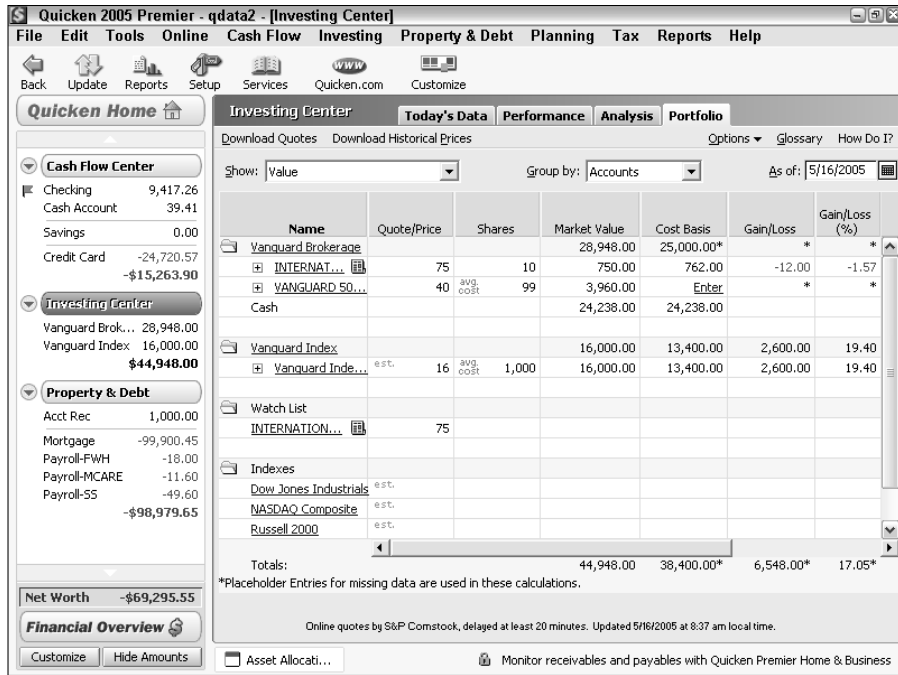 Quicken 2005 Premier - qdata2 - [Investing Center]
File Edit Tools Online Cash Flow Investing Property & Debt Planning Tax Reports Help
Back Update Reports Setup Services Quicken.com Customize
Quicken Home
Cash Flow Center
Checking 9,417.26
Cash Account 39.41
Savings 0.00
Credit Card -24,720.57
-$15,263.90
Investing Center
Vanguard Brok... 28,948.00
Vanguard Index 16,000.00
$44,948.00
Property & Debt
Acct Rec 1,000.00
Mortgage -99,900.45
Payroll-FWH -18.00
Payroll-MCARE -11.60
Payroll-SS -49.60
-$98,979.65
Net Worth -$69,295.55
Financial Overview
Customize Hide Amounts
Investing Center Today's Data Performance Analysis Portfolio
Download Quotes Download Historical Prices Options Glossary How Do I?
Show: Value Group by: Accounts As of: 5/16/2005
Name Quote/Price Shares Market Value Cost Basis Gain/Loss Gain/Loss (%)
Vanguard Brokerage 28,948.00 25,000.00* * *
INTERNAT... 75 10 750.00 762.00 -12.00 -1.57
VANGUARD 50... 40 avg. cost 99 3,960.00 Enter * *
Cash 24,238.00 24,238.00
Vanguard Index 16,000.00 13,400.00 2,600.00 19.40
Vanguard Inde... est. 16 avg. cost 1,000 16,000.00 13,400.00 2,600.00 19.40
Watch List
INTERNATION... 75
Indexes
Dow Jones Industrials est.
NASDAQ Composite est.
Russell 2000 est.
Totals: 44,948.00 38,400.00* 6,548.00* 17.05*
*Placeholder Entries for missing data are used in these calculations.
Online quotes by S&P Comstock, delayed at least 20 minutes. Updated 5/16/2005 at 8:37 am local time.
Asset Allocati... Monitor receivables and payables with Quicken Premier Home & Business